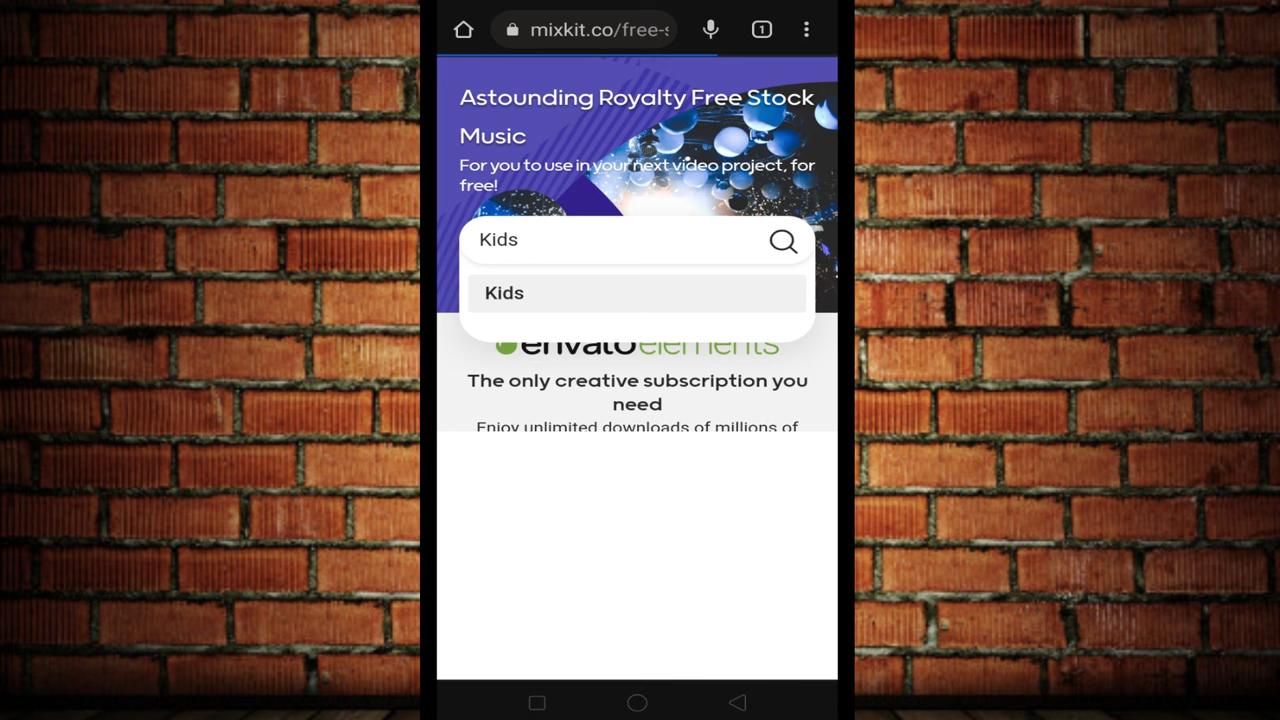 mixkit.co/free-s
1
Astounding Royalty Free Stock
Music
For you to use in your next video project, for
free!
Kids
Kids
envato elements
The only creative subscription you
need
Enjoy unlimited downloads of millions of